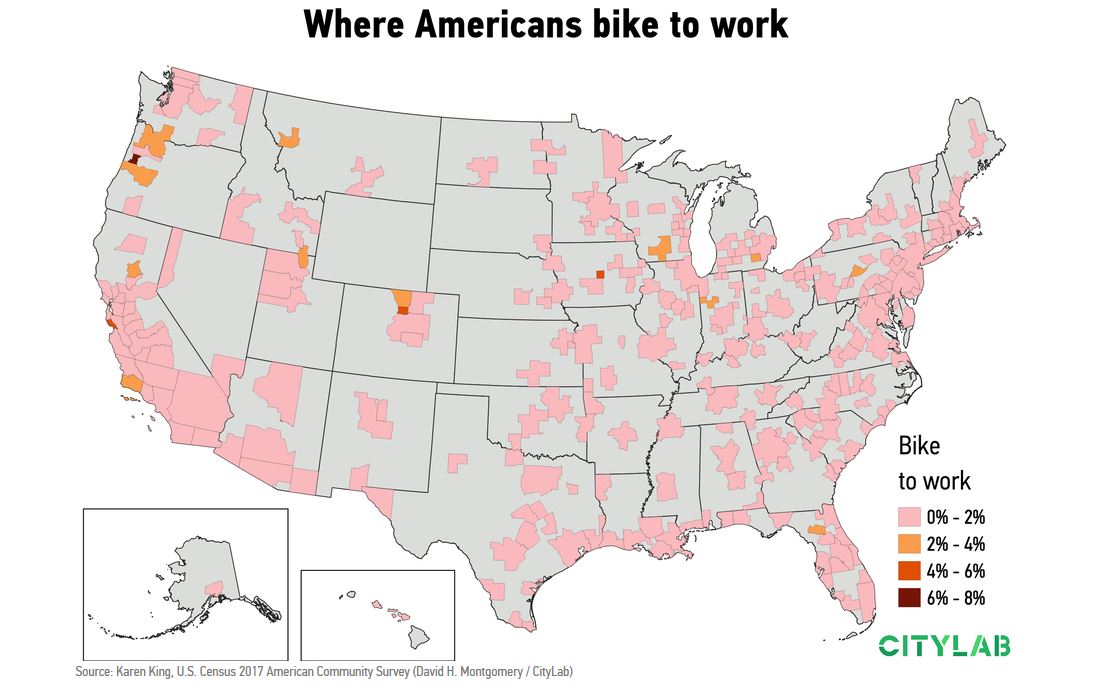 Where Americans bike to work
Bike
to work
0% - 2%
2% - 4%
4% - 6%
6% - 8%
CITYLAB
Source: Karen King, U.S. Census 2017 American Community Survey (David H. Montgomery / CityLab)